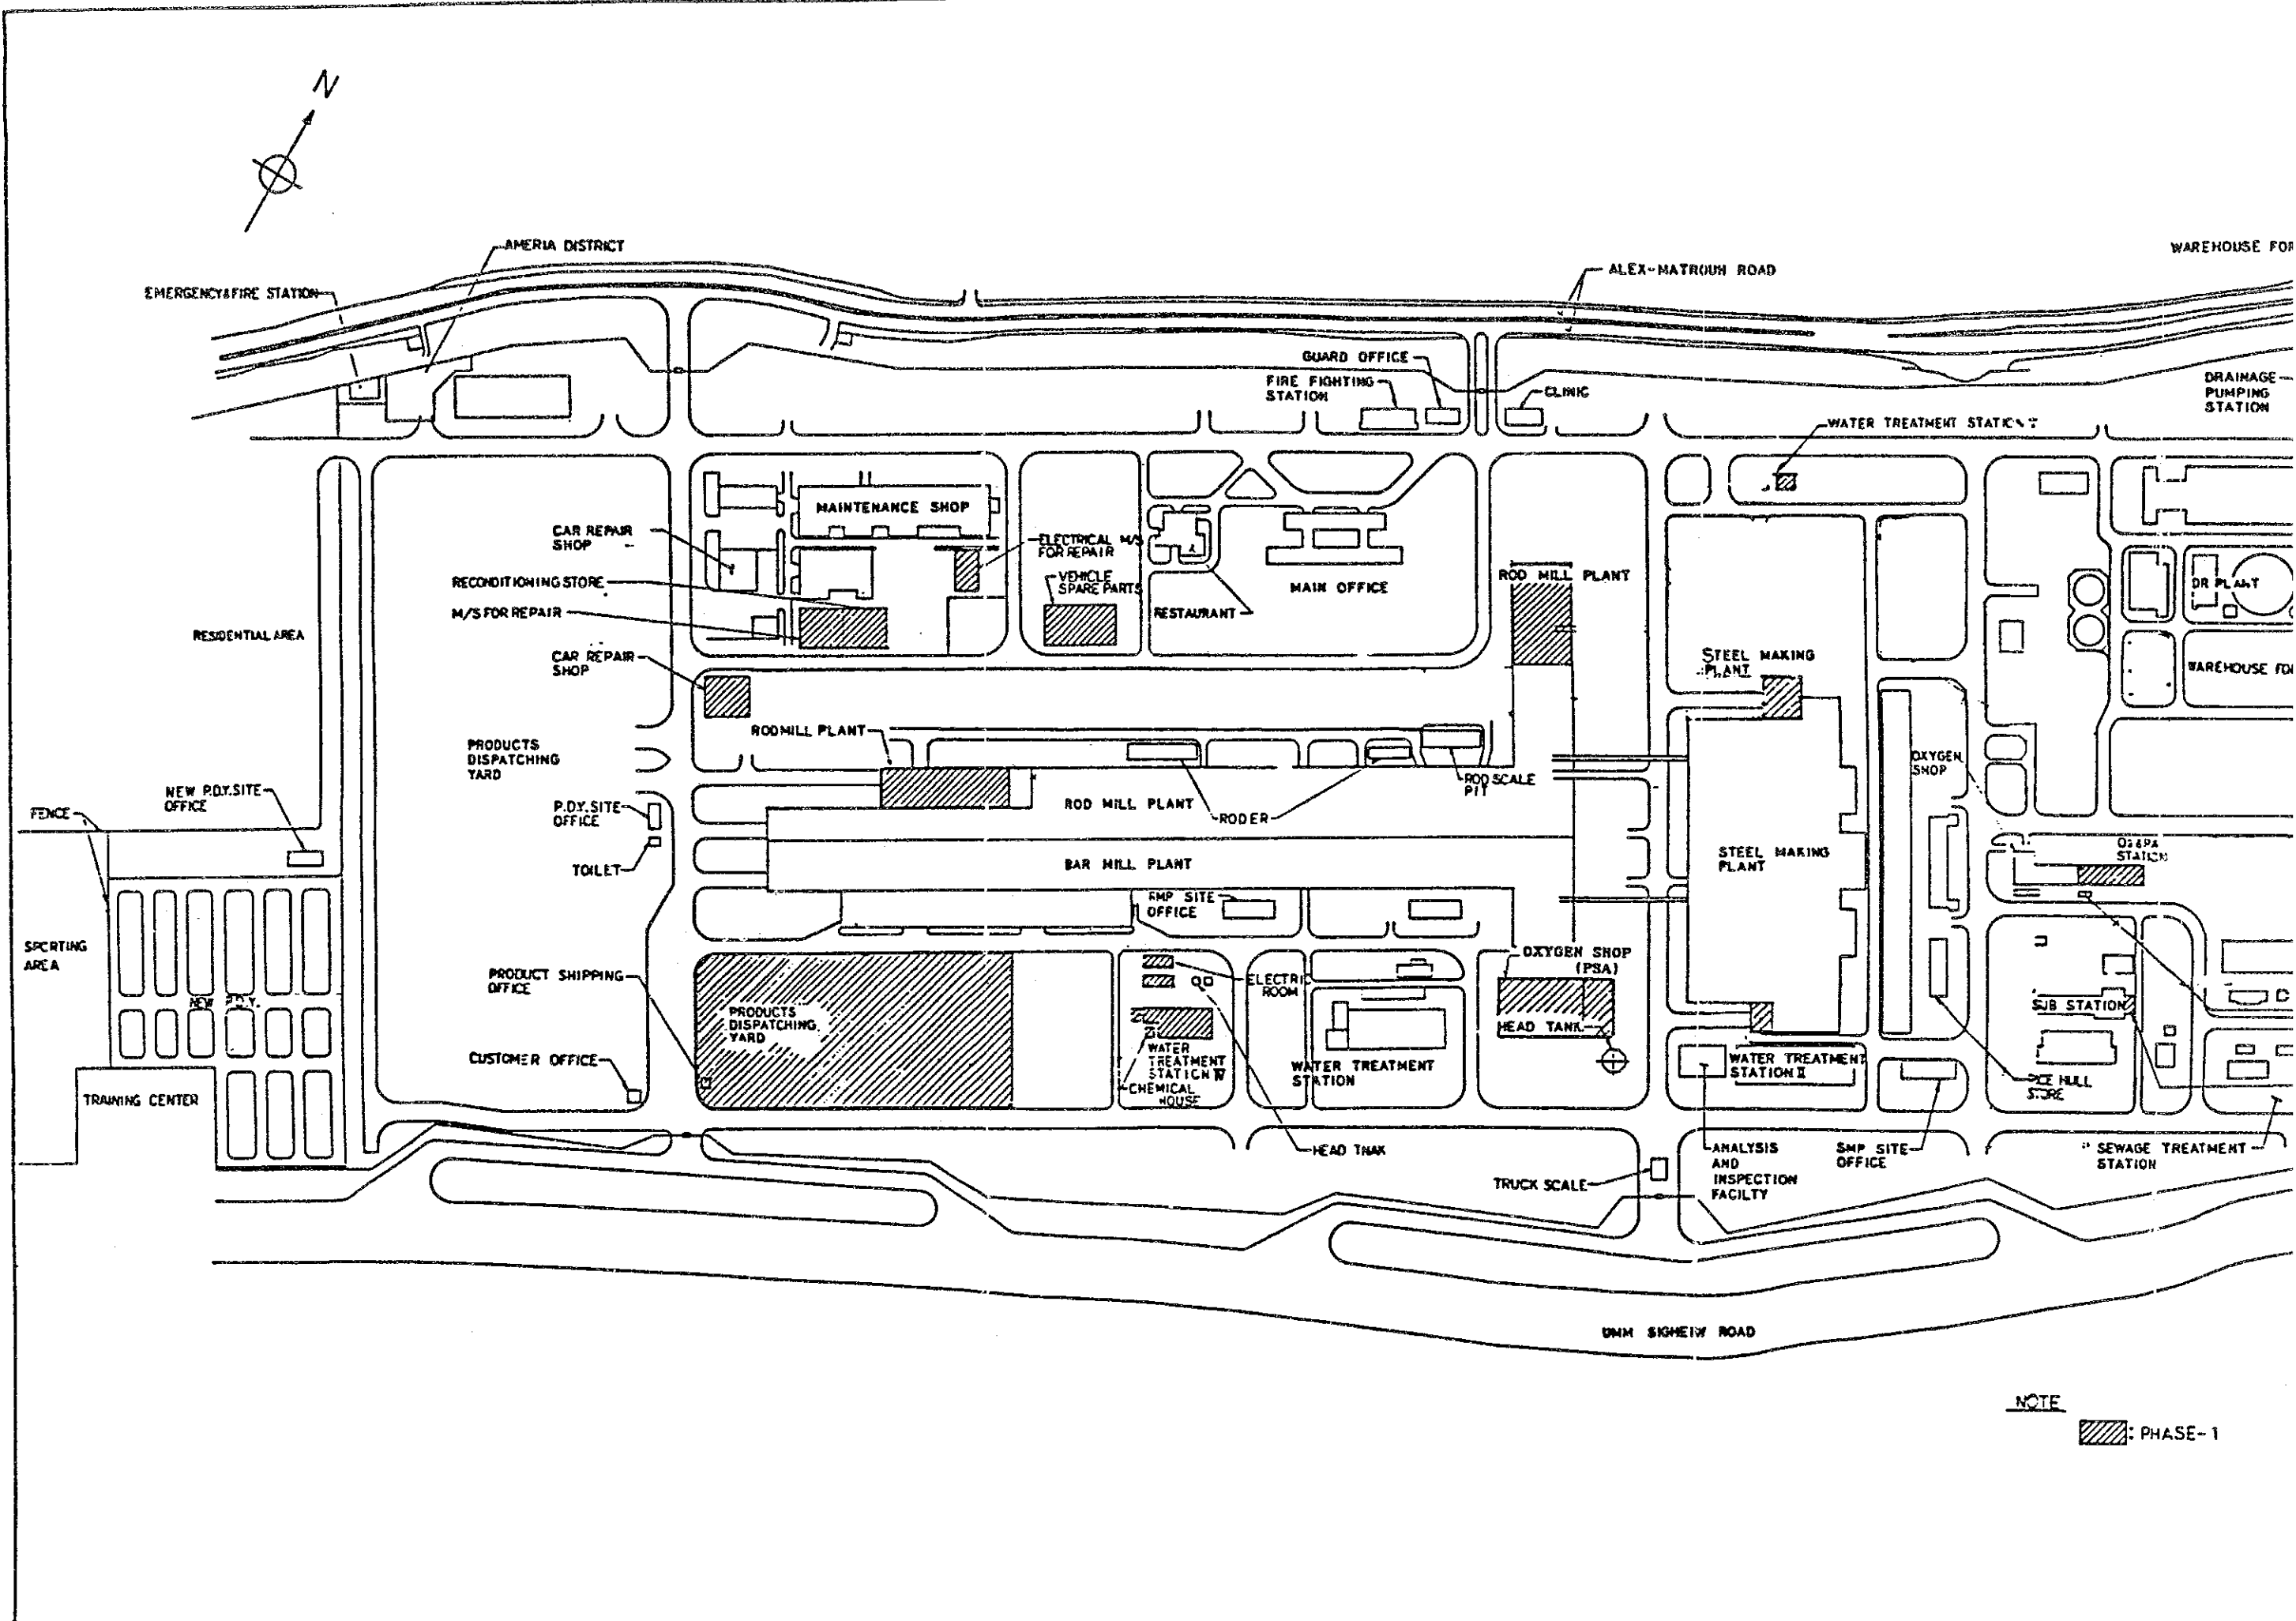 N
AMERIA DISTRICT
WAREHOUSE FOR
ALEX-MATROUH ROAD
EMERGENCY&FIRE STATION
GUARD OFFICE
FIRE FIGHTING
STATION
CLINIC
DRAINAGE
PUMPING
STATION
WATER TREATMENT STATION
MAINTENANCE SHOP
CAR REPAIR
SHOP
ELECTRICAL M/S
FOR REPAIR
RECONDITIONING STORE
VEHICLE
SPARE PARTS
MAIN OFFICE
ROD MILL PLANT
DR PLANT
M/S FOR REPAIR
RESTAURANT
RESIDENTIAL AREA
CAR REPAIR
SHOP
STEEL MAKING
PLANT
WAREHOUSE FOR
RODMILL PLANT
PRODUCTS
DISPATCHING
YARD
OXYGEN
SHOP
ROD SCALE
PIT
NEW P.D.Y.SITE
OFFICE
P.D.Y.SITE
OFFICE
ROD MILL PLANT
RODER
FENCE
TOILET
BAR MILL PLANT
STEEL MAKING
PLANT
STATION
SITE
OFFICE
SPORTING
AREA
OXYGEN SHOP
(PSA)
PRODUCT SHIPPING
OFFICE
ELECTRIC
ROOM
NEW P.D.Y.
SUB STATION
PRODUCTS
DISPATCHING
YARD
HEAD TANK
CUSTOMER OFFICE
WATER
TREATMENT
STATION IV
CHEMICAL
HOUSE
WATER TREATMENT
STATION
WATER TREATMENT
STATION II
HULL
STORE
TRAINING CENTER
HEAD TNAK
ANALYSIS
AND
INSPECTION
FACILTY
SMP SITE
OFFICE
SEWAGE TREATMENT
STATION
TRUCK SCALE
UMM SIGHEIW ROAD
NOTE
: PHASE-1